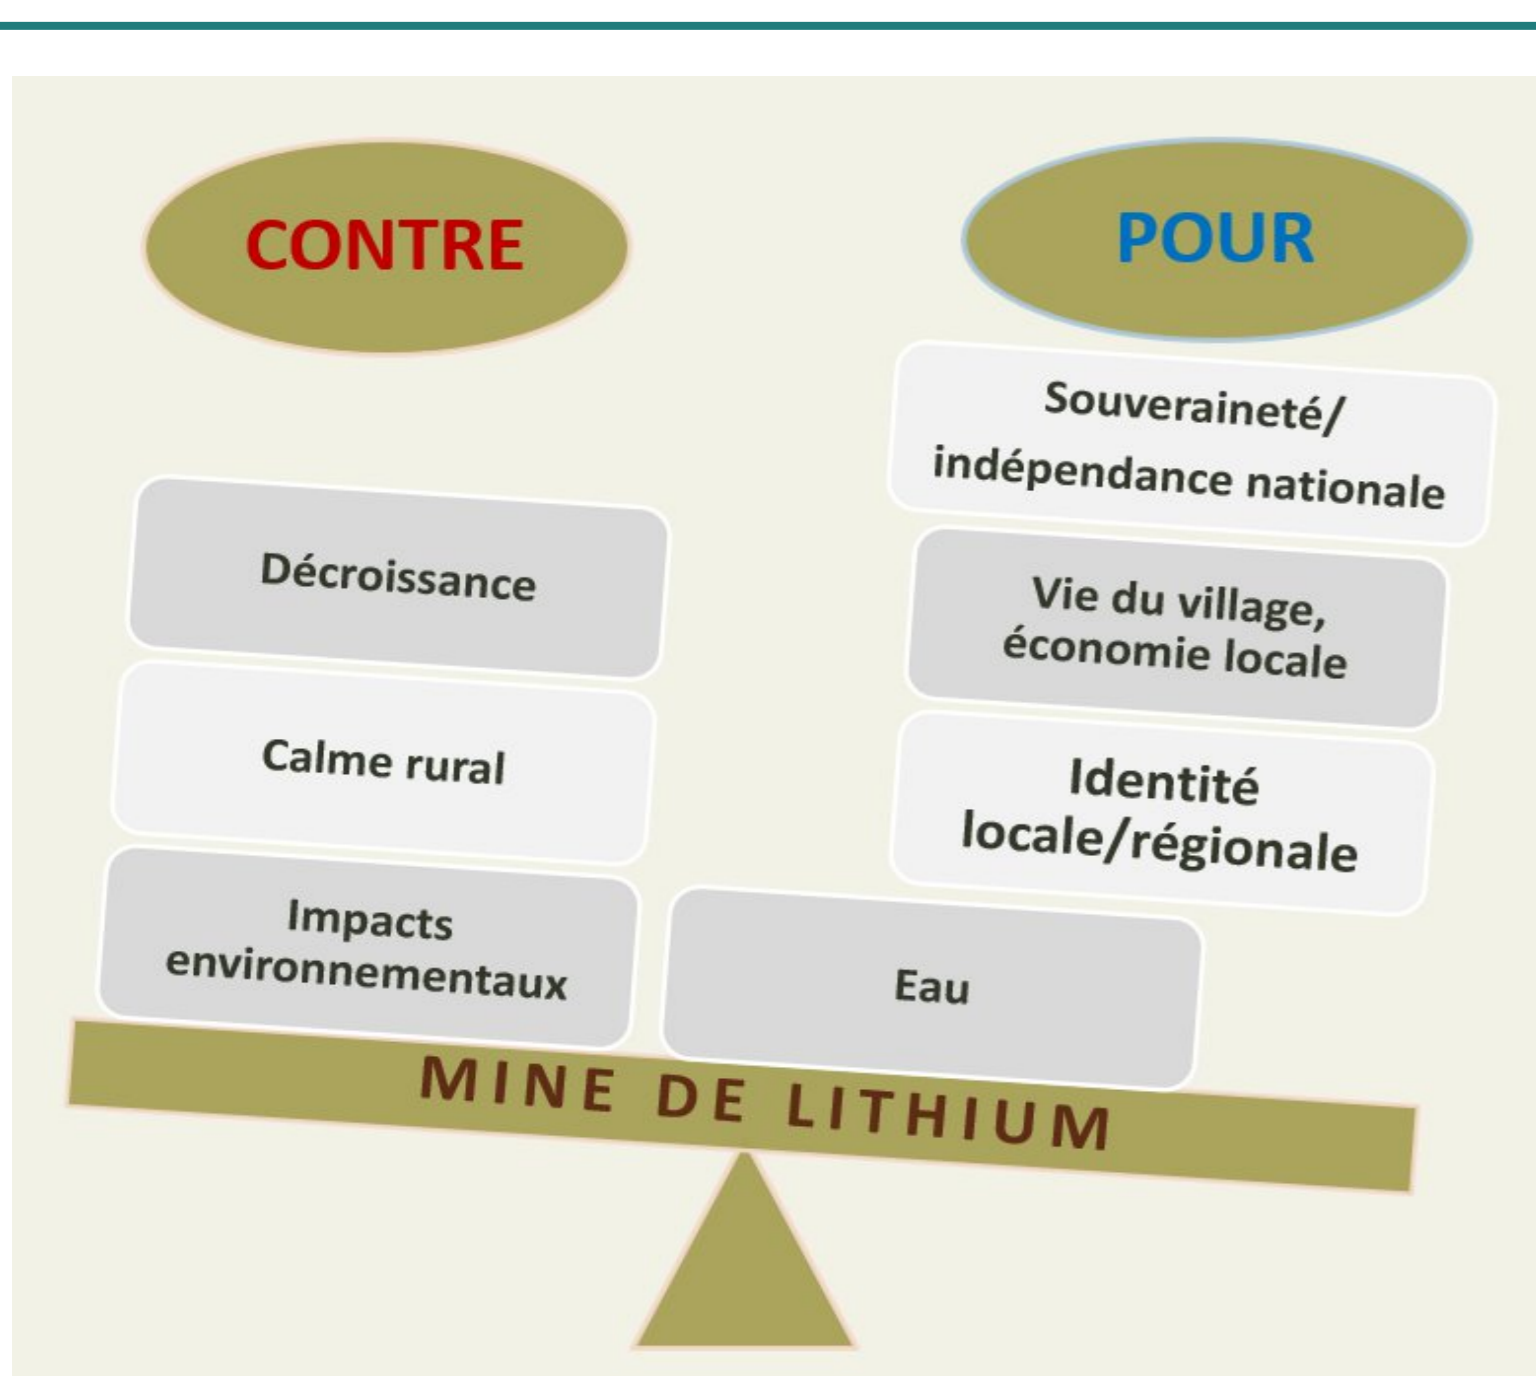 CONTRE
POUR
Souveraineté/
indépendance nationale
Décroissance
Vie du village,
économie locale
Calme rural
Identité
locale/régionale
Impacts
environnementaux
Eau
MINE DE LITHIUM